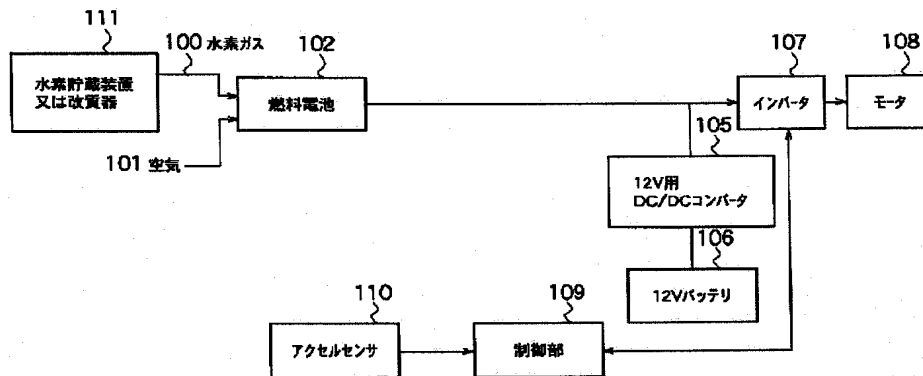 111
100 水素ガス
102
107
108
水素貯蔵装置
又は改質器
燃料電池
インバータ
モータ
101 空気
105
12V用
DC/DCコンバータ
106
12Vバッテリ
110
109
アクセルセンサ
制御部